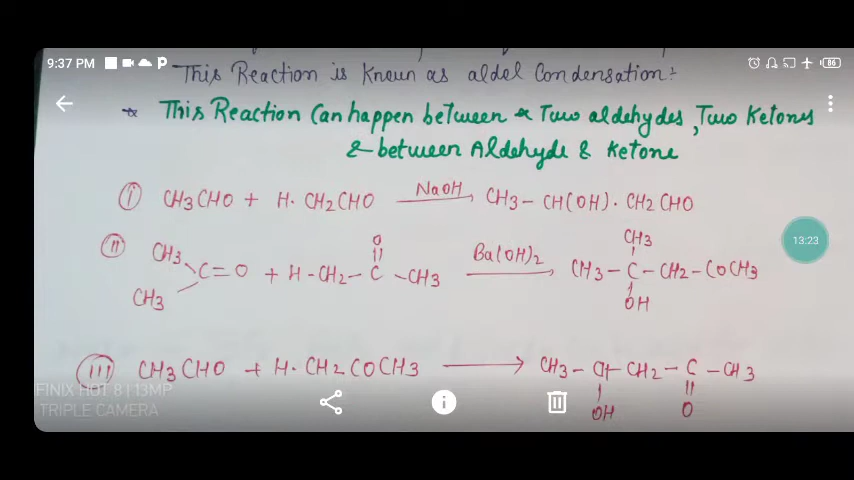 9:37 PM
86
This Reaction is Known as aldel Condensation:
* This Reaction Can happen between Two aldehydes, Two Ketones
& between Aldehyde & Ketone
(i) CH3CHO + H·CH2CHO NaOH → CH3-CH(OH)·CH2CHO
13:23
(ii) CH3 CH3 C=O + H-CH2-C-CH3 O Ba(OH)2 → CH3-C-CH2-COCH3 CH3 OH
(iii) CH3CHO + H·CH2COCH3 → CH3-CH-CH2-C-CH3
OH O
FINIX HOT 8 | 13MP
TRIPLE CAMERA